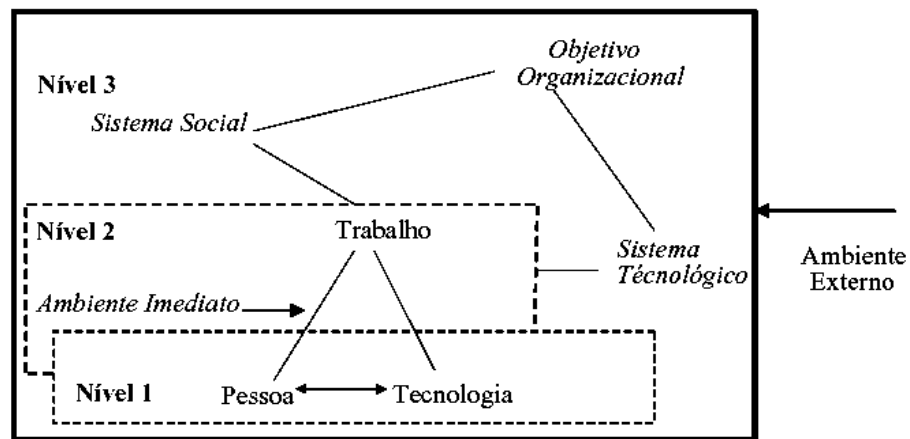 Objetivo
Organizacional
Nível 3
Sistema Social
Nível 2
Trabalho
Sistema
Técnológico
Ambiente
Externo
Ambiente Imediato
Nível 1
Pessoa
Tecnologia